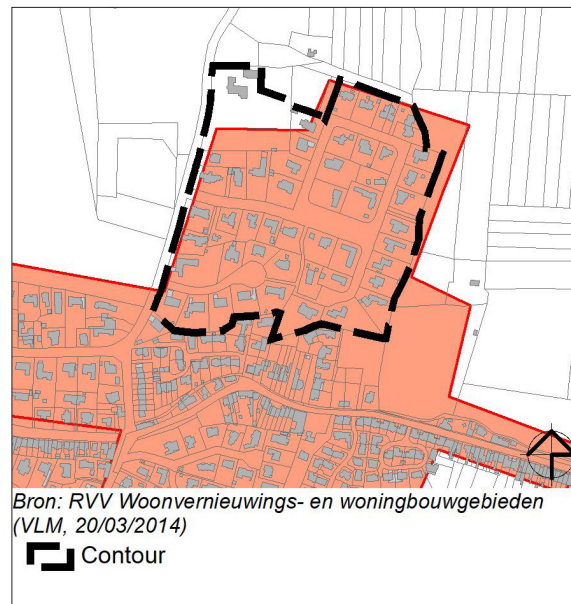 Bron: RVV Woonvernieuwings- en woningbouwgebieden
(VLM, 20/03/2014)
Contour